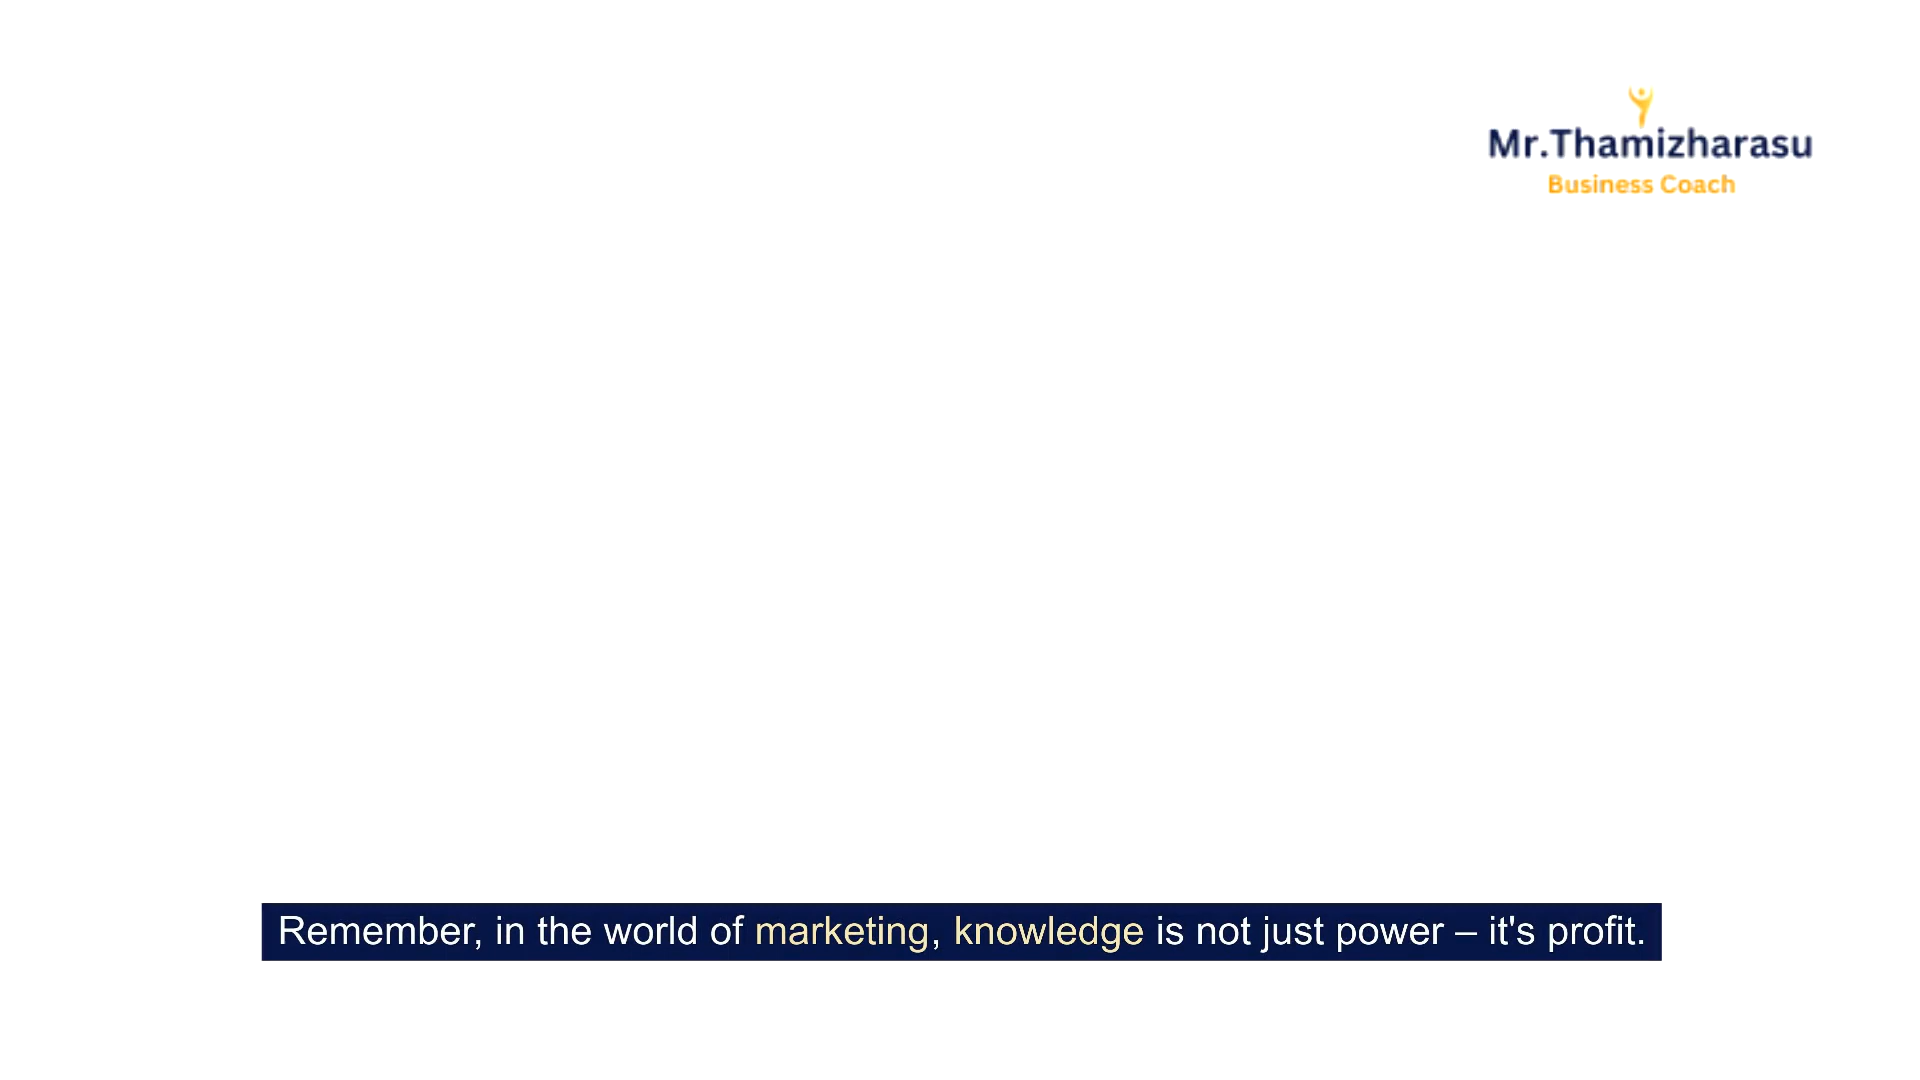 Mr.Thamizharasu
Business Coach
Remember, in the world of marketing, knowledge is not just power – it's profit.